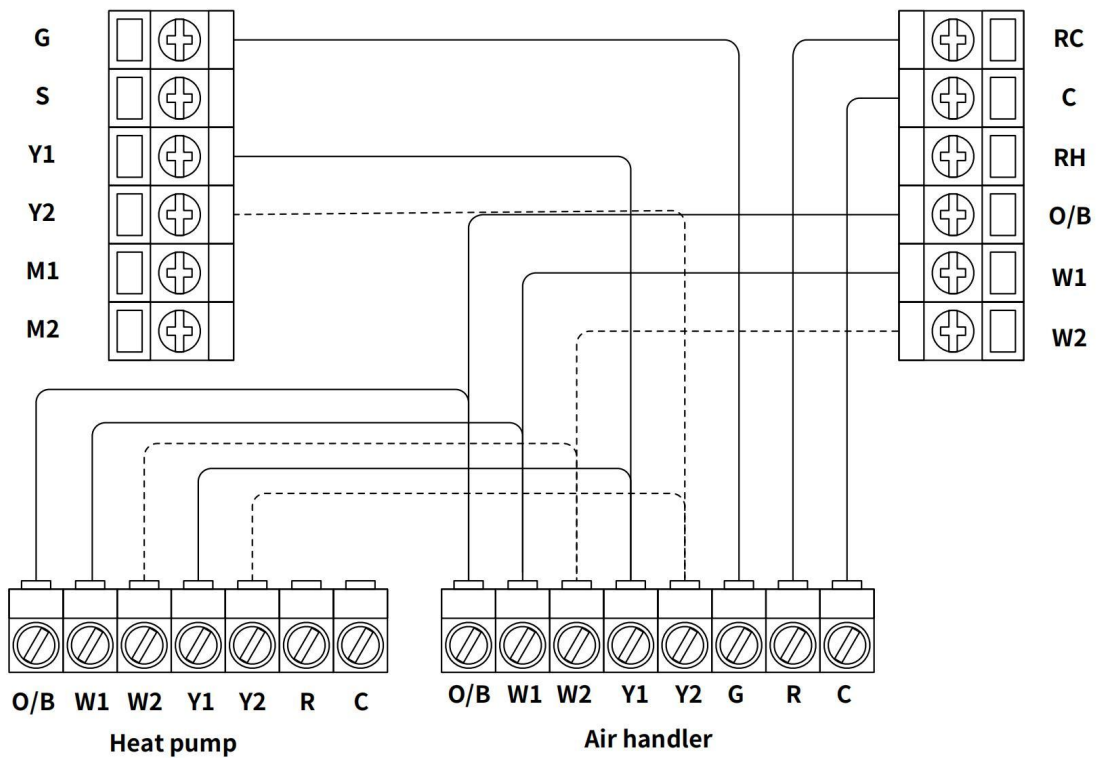 G
S
Y1
Y2
M1
M2
RC
C
RH
O/B
W1
W2
O/B W1 W2 Y1 Y2 R C
Heat pump
O/B W1 W2 Y1 Y2 G R C
Air handler